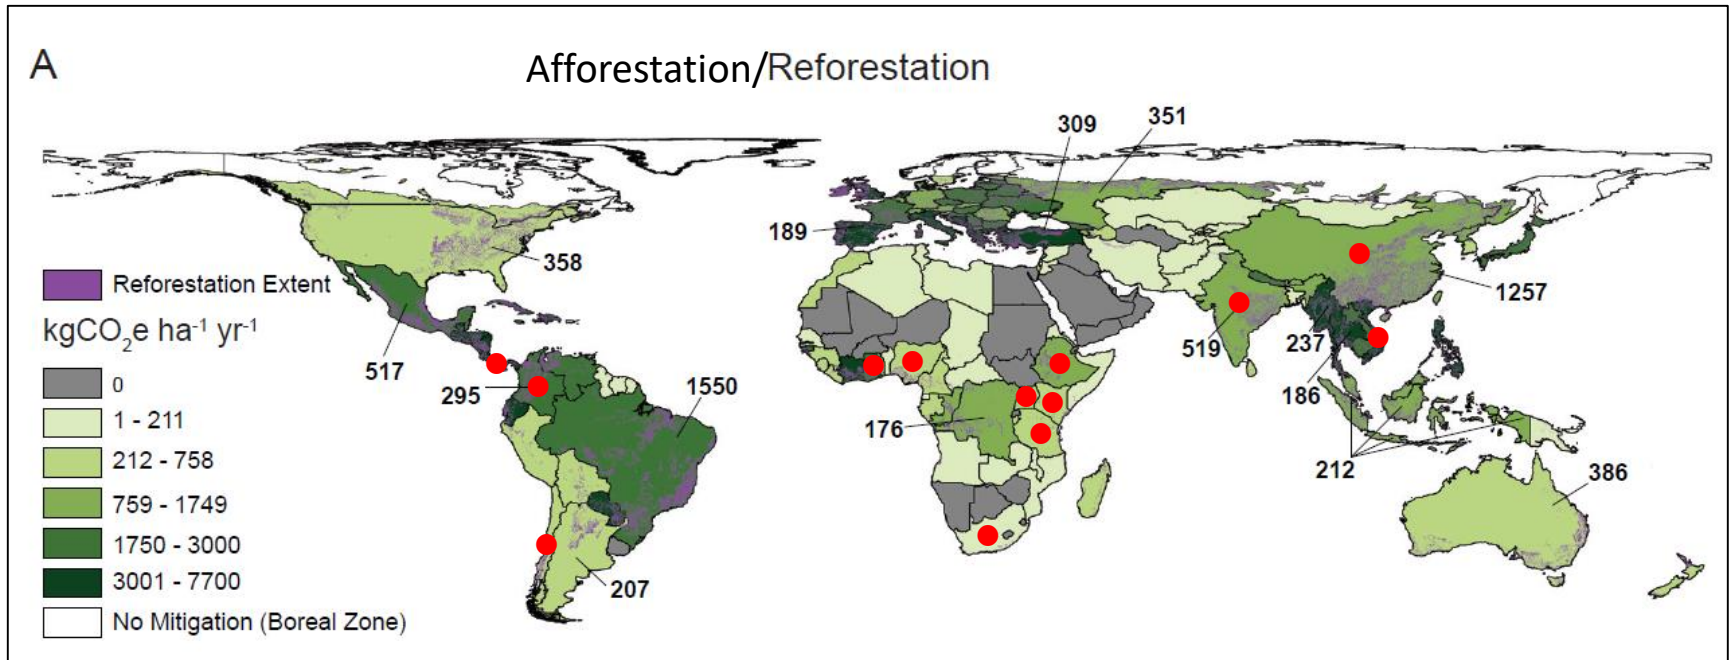 A
Afforestation/Reforestation
309
351
189
358
Reforestation Extent
kgCO₂e ha⁻¹ yr⁻¹
0
1 - 211
212 - 758
759 - 1749
1750 - 3000
3001 - 7700
No Mitigation (Boreal Zone)
517
295
1550
207
176
519
237
186
212
1257
386